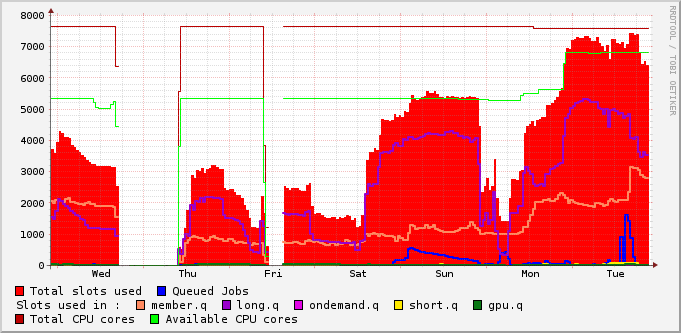 RRDTOOL / TOBI OETIKER
8000
7000
6000
5000
4000
3000
2000
1000
0
Wed Thu Fri Sat Sun Mon Tue
Total slots used Queued Jobs
Slots used in : member.q long.q ondemand.q short.q gpu.q
Total CPU cores Available CPU cores